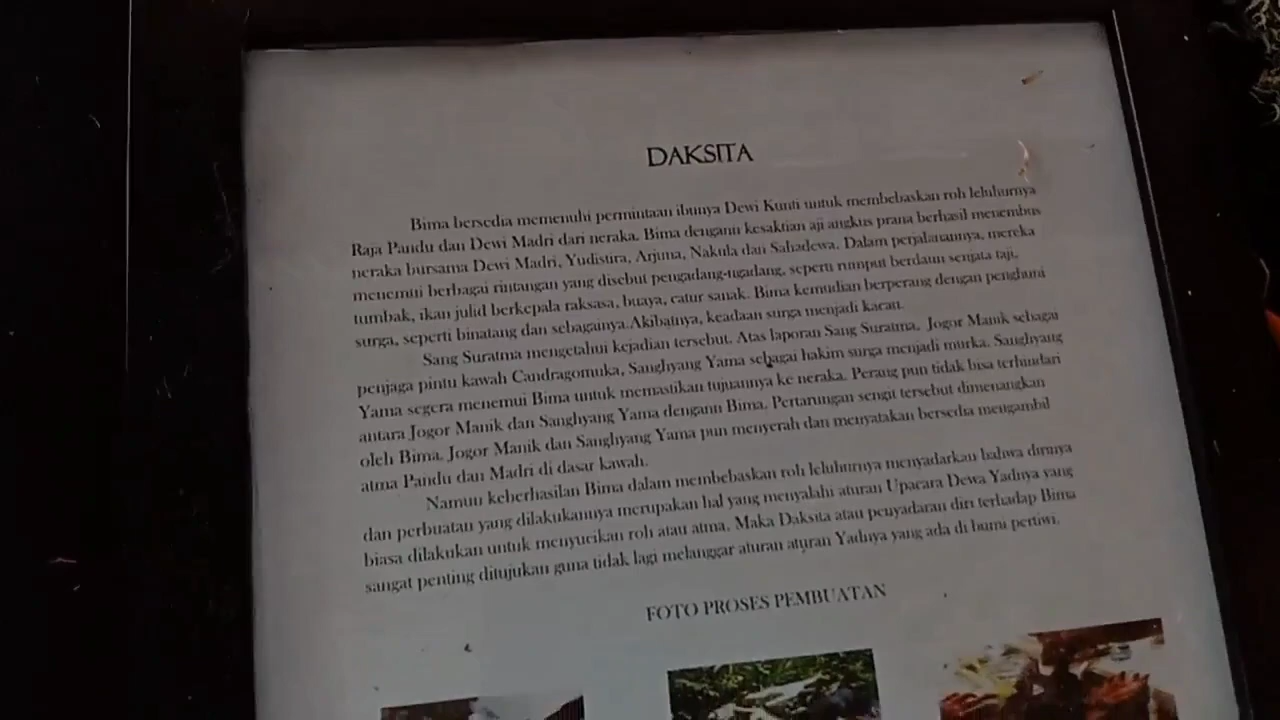 DAKSITA
Bima bersedia memenuhi permintaan ibunya Dewi Kunti untuk membebaskan roh leluhurnya
Raja Pandu dan Dewi Madri dari neraka. Bima dengann kesaktian aji angkus prana berhasil menembus
neraka bursama Dewi Madri, Yudistira, Arjuna, Nakula dan Sahadewa. Dalam perjalanannya, mereka
menemui berbagai rintangan yang disebut pengadang-ngadang, seperti rumput berdaun senjata taji,
tumbak, ikan julid berkepala raksasa, buaya, catur sanak. Bima kemudian berperang dengan penghuni
surga, seperti binatang dan sebagainya.Akibatnya, keadaan surga menjadi kacau.
Sang Suratma mengetahui kejadian tersebut. Atas laporan Sang Suratma, Jogor Manik sebagai
penjaga pintu kawah Candragomuka, Sanghyang Yama sebagai hakim surga menjadi murka. Sanghyang
Yama segera menemui Bima untuk memastikan tujuannya ke neraka. Perang pun tidak bisa terhindari
antara Jogor Manik dan Sanghyang Yama dengann Bima. Pertarungan sengit tersebut dimenangkan
oleh Bima. Jogor Manik dan Sanghyang Yama pun menyerah dan menyatakan bersedia mengambil
atma Pandu dan Madri di dasar kawah.
Namun keberhasilan Bima dalam membebaskan roh leluhurnya menyadarkan bahwa dirinya
dan perbuatan yang dilakukannya merupakan hal yang menyalahi aturan Upacara Dewa Yadnya yang
biasa dilakukan untuk menyucikan roh atau atma. Maka Daksita atau penyadaran diri terhadap Bima
sangat penting ditujukan guna tidak lagi melanggar aturan aturan Yadnya yang ada di bumi pertiwi.
FOTO PROSES PEMBUATAN